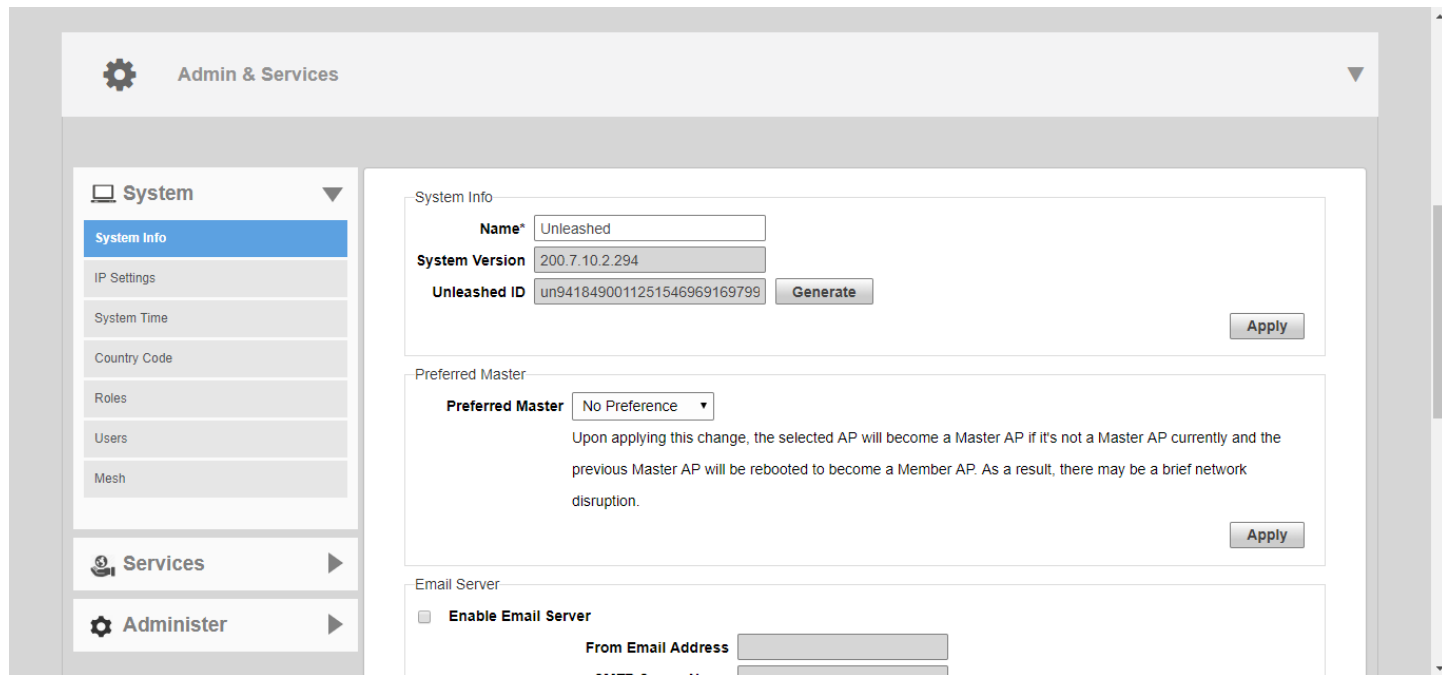 Admin & Services
System
System Info
IP Settings
System Time
Country Code
Roles
Users
Mesh
Services
Administer
System Info
Name* Unleashed
System Version 200.7.10.2.294
Unleashed ID un9418490011251546969169799 Generate
Apply
Preferred Master
Preferred Master No Preference
Upon applying this change, the selected AP will become a Master AP if it's not a Master AP currently and the
previous Master AP will be rebooted to become a Member AP. As a result, there may be a brief network
disruption.
Apply
Email Server
Enable Email Server
From Email Address